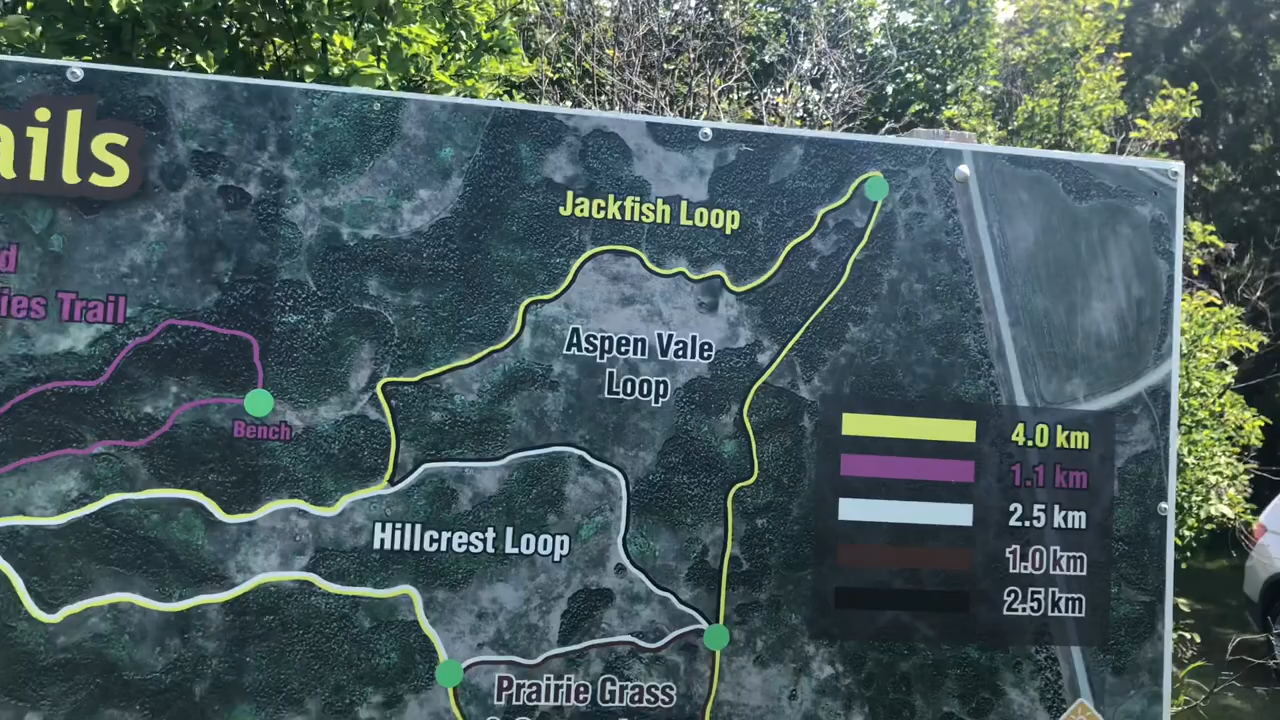 ails
d
ies Trail
Bench
Jackfish Loop
Aspen Vale
Loop
Hillcrest Loop
Prairie Grass
4.0 km
1.1 km
2.5 km
1.0 km
2.5 km